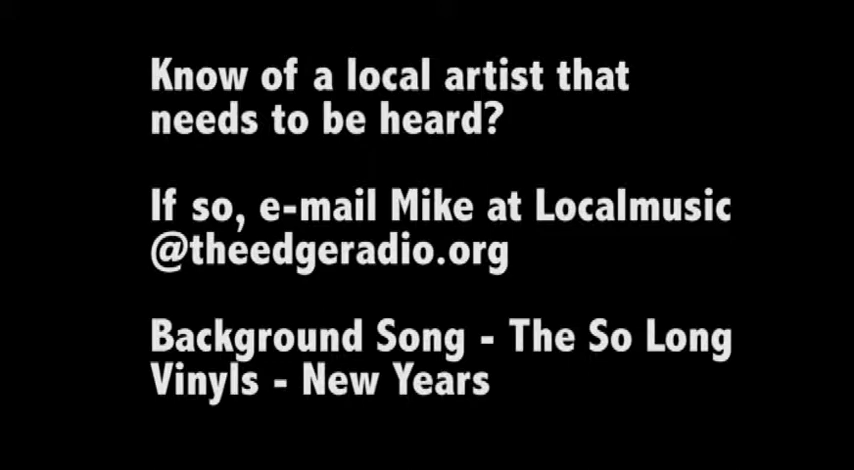 Know of a local artist that
needs to be heard?
If so, e-mail Mike at Localmusic
@theedgeradio.org
Background Song - The So Long
Vinyls - New Years